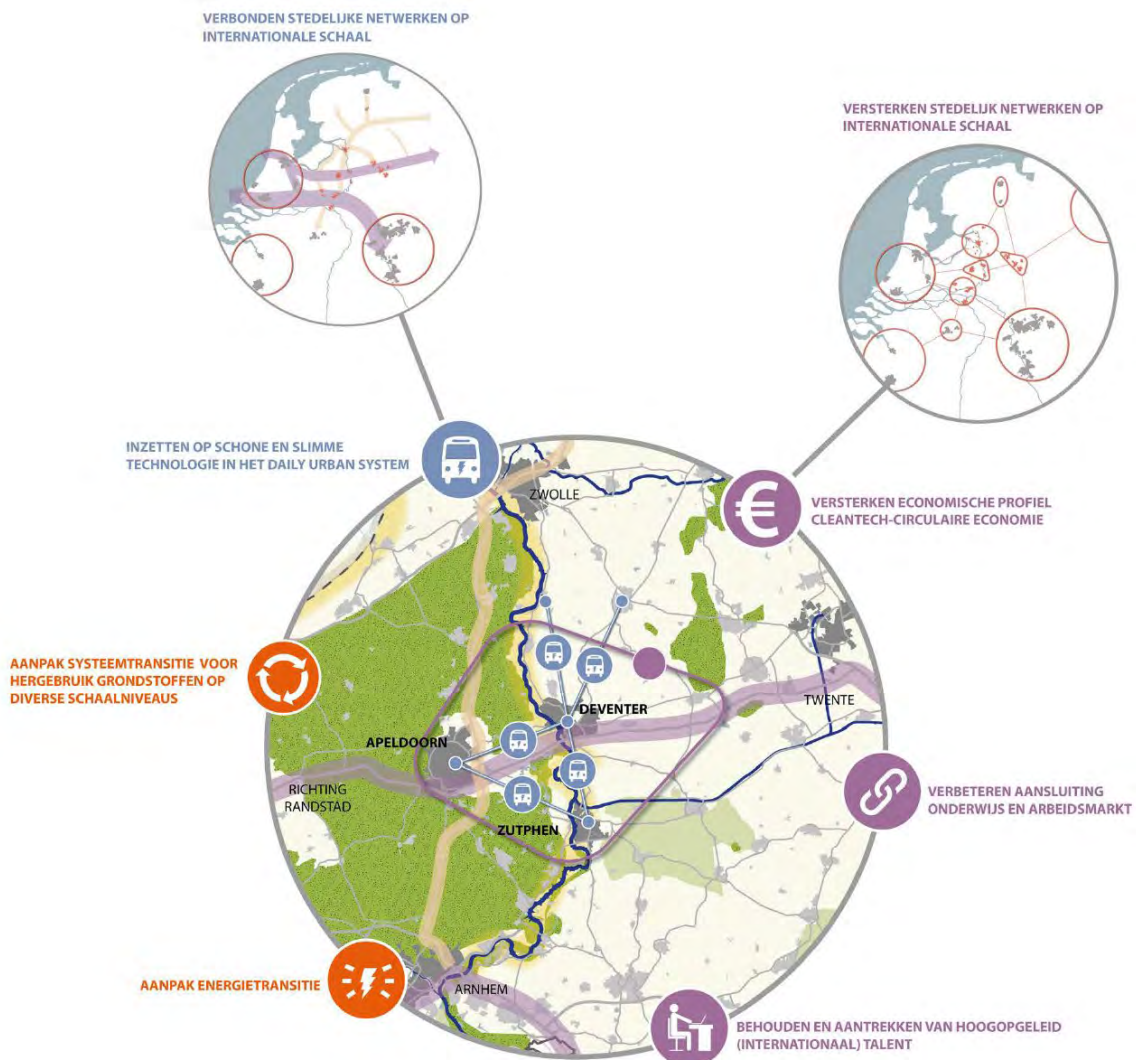 VERBONDEN STEDELIJKE NETWERKEN OP
INTERNATIONALE SCHAAL
VERSTERKEN STEDELIJK NETWERKEN OP
INTERNATIONALE SCHAAL
INZETTEN OP SCHONE EN SLIMME
TECHNOLOGIE IN HET DAILY URBAN SYSTEM
ZWOLLE
€
VERSTERKEN ECONOMISCHE PROFIEL
CLEANTECH-CIRCULAIRE ECONOMIE
AANPAK SYSTEEMTRANSITIE VOOR
HERGEBRUIK GRONDSTOFFEN OP
DIVERSE SCHAALNIVEAUS
TWENTE
DEVENTER
APELDOORN
RICHTING
RANDSTAD
VERBETEREN AANSLUITING
ONDERWIJS EN ARBEIDSMARKT
ZUTPHEN
AANPAK ENERGIETRANSITIE
ARNHEM
BEHOUDEN EN AANTREKKEN VAN HOOGOPGELEID
(INTERNATIONAAL) TALENT